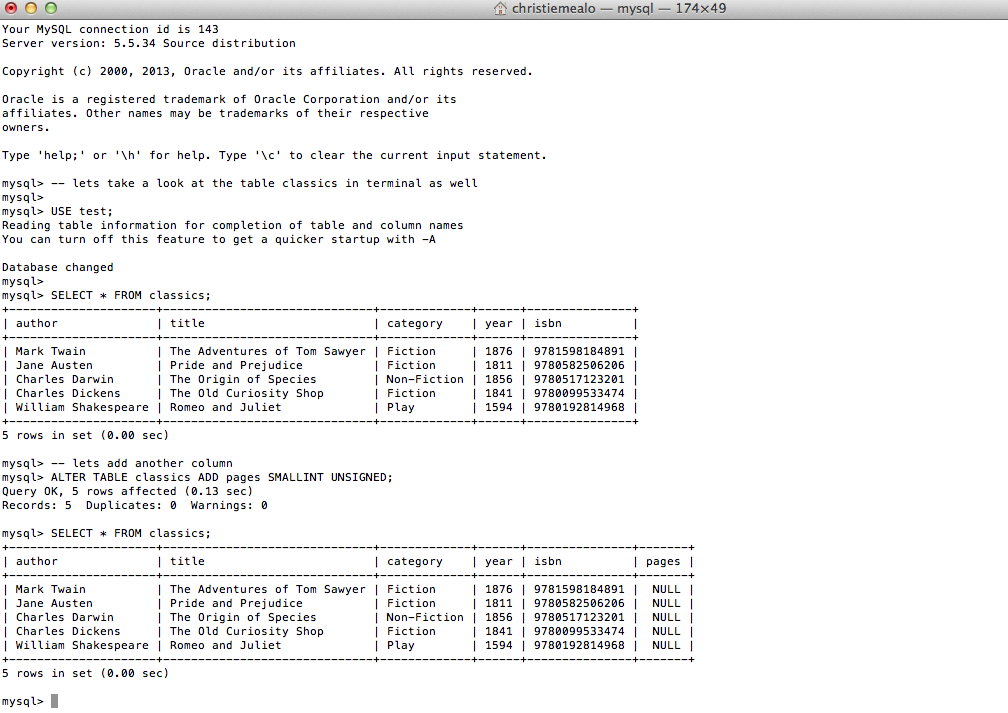 christiemealo — mysql — 174×49
Your MySQL connection id is 143
Server version: 5.5.34 Source distribution

Copyright (c) 2000, 2013, Oracle and/or its affiliates. All rights reserved.

Oracle is a registered trademark of Oracle Corporation and/or its
affiliates. Other names may be trademarks of their respective
owners.

Type 'help;' or '\h' for help. Type '\c' to clear the current input statement.

mysql> -- lets take a look at the table classics in terminal as well
mysql>
mysql> USE test;
Reading table information for completion of table and column names
You can turn off this feature to get a quicker startup with -A

Database changed
mysql>
mysql> SELECT * FROM classics;
+---------------------+------------------------------+-------------+------+---------------+
| author              | title                        | category    | year | isbn          |
+---------------------+------------------------------+-------------+------+---------------+
| Mark Twain          | The Adventures of Tom Sawyer | Fiction     | 1876 | 9781598184891 |
| Jane Austen         | Pride and Prejudice          | Fiction     | 1811 | 9780582506206 |
| Charles Darwin      | The Origin of Species        | Non-Fiction | 1856 | 9780517123201 |
| Charles Dickens     | The Old Curiosity Shop       | Fiction     | 1841 | 9780099533474 |
| William Shakespeare | Romeo and Juliet             | Play        | 1594 | 9780192814968 |
+---------------------+------------------------------+-------------+------+---------------+
5 rows in set (0.00 sec)

mysql> -- lets add another column
mysql> ALTER TABLE classics ADD pages SMALLINT UNSIGNED;
Query OK, 5 rows affected (0.13 sec)
Records: 5  Duplicates: 0  Warnings: 0

mysql> SELECT * FROM classics;
+---------------------+------------------------------+-------------+------+---------------+-------+
| author              | title                        | category    | year | isbn          | pages |
+---------------------+------------------------------+-------------+------+---------------+-------+
| Mark Twain          | The Adventures of Tom Sawyer | Fiction     | 1876 | 9781598184891 |  NULL |
| Jane Austen         | Pride and Prejudice          | Fiction     | 1811 | 9780582506206 |  NULL |
| Charles Darwin      | The Origin of Species        | Non-Fiction | 1856 | 9780517123201 |  NULL |
| Charles Dickens     | The Old Curiosity Shop       | Fiction     | 1841 | 9780099533474 |  NULL |
| William Shakespeare | Romeo and Juliet             | Play        | 1594 | 9780192814968 |  NULL |
+---------------------+------------------------------+-------------+------+---------------+-------+
5 rows in set (0.00 sec)

mysql>